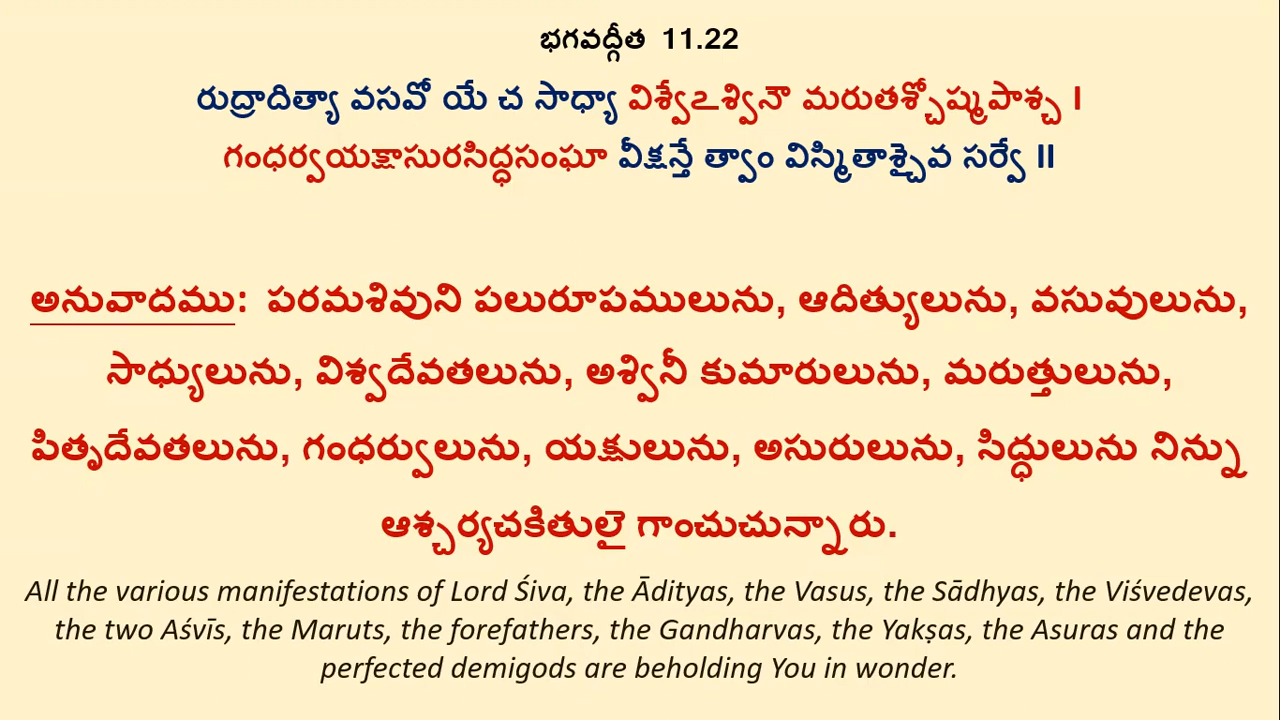 భగవద్గీత 11.22
రుద్రాదిత్యా వసవో యే చ సాధ్యా విశ్వేఽశ్వినౌ మరుతశ్చోష్మపాశ్చ I
గంధర్వయక్షాసురసిద్ధసంఘా వీక్షన్తే త్వాం విస్మితాశ్చైవ సర్వే II
అనువాదము: పరమశివుని పలురూపములును, ఆదిత్యులును, వసువులును,
సాధ్యులును, విశ్వదేవతలును, అశ్వినీ కుమారులును, మరుత్తులును,
పితృదేవతలును, గంధర్వులును, యక్షులును, అసురులును, సిద్ధులును నిన్ను
ఆశ్చర్యచకితులై గాంచుచున్నారు.
All the various manifestations of Lord Śiva, the Ādityas, the Vasus, the Sādhyas, the Viśvedevas,
the two Aśvīs, the Maruts, the forefathers, the Gandharvas, the Yakṣas, the Asuras and the
perfected demigods are beholding You in wonder.